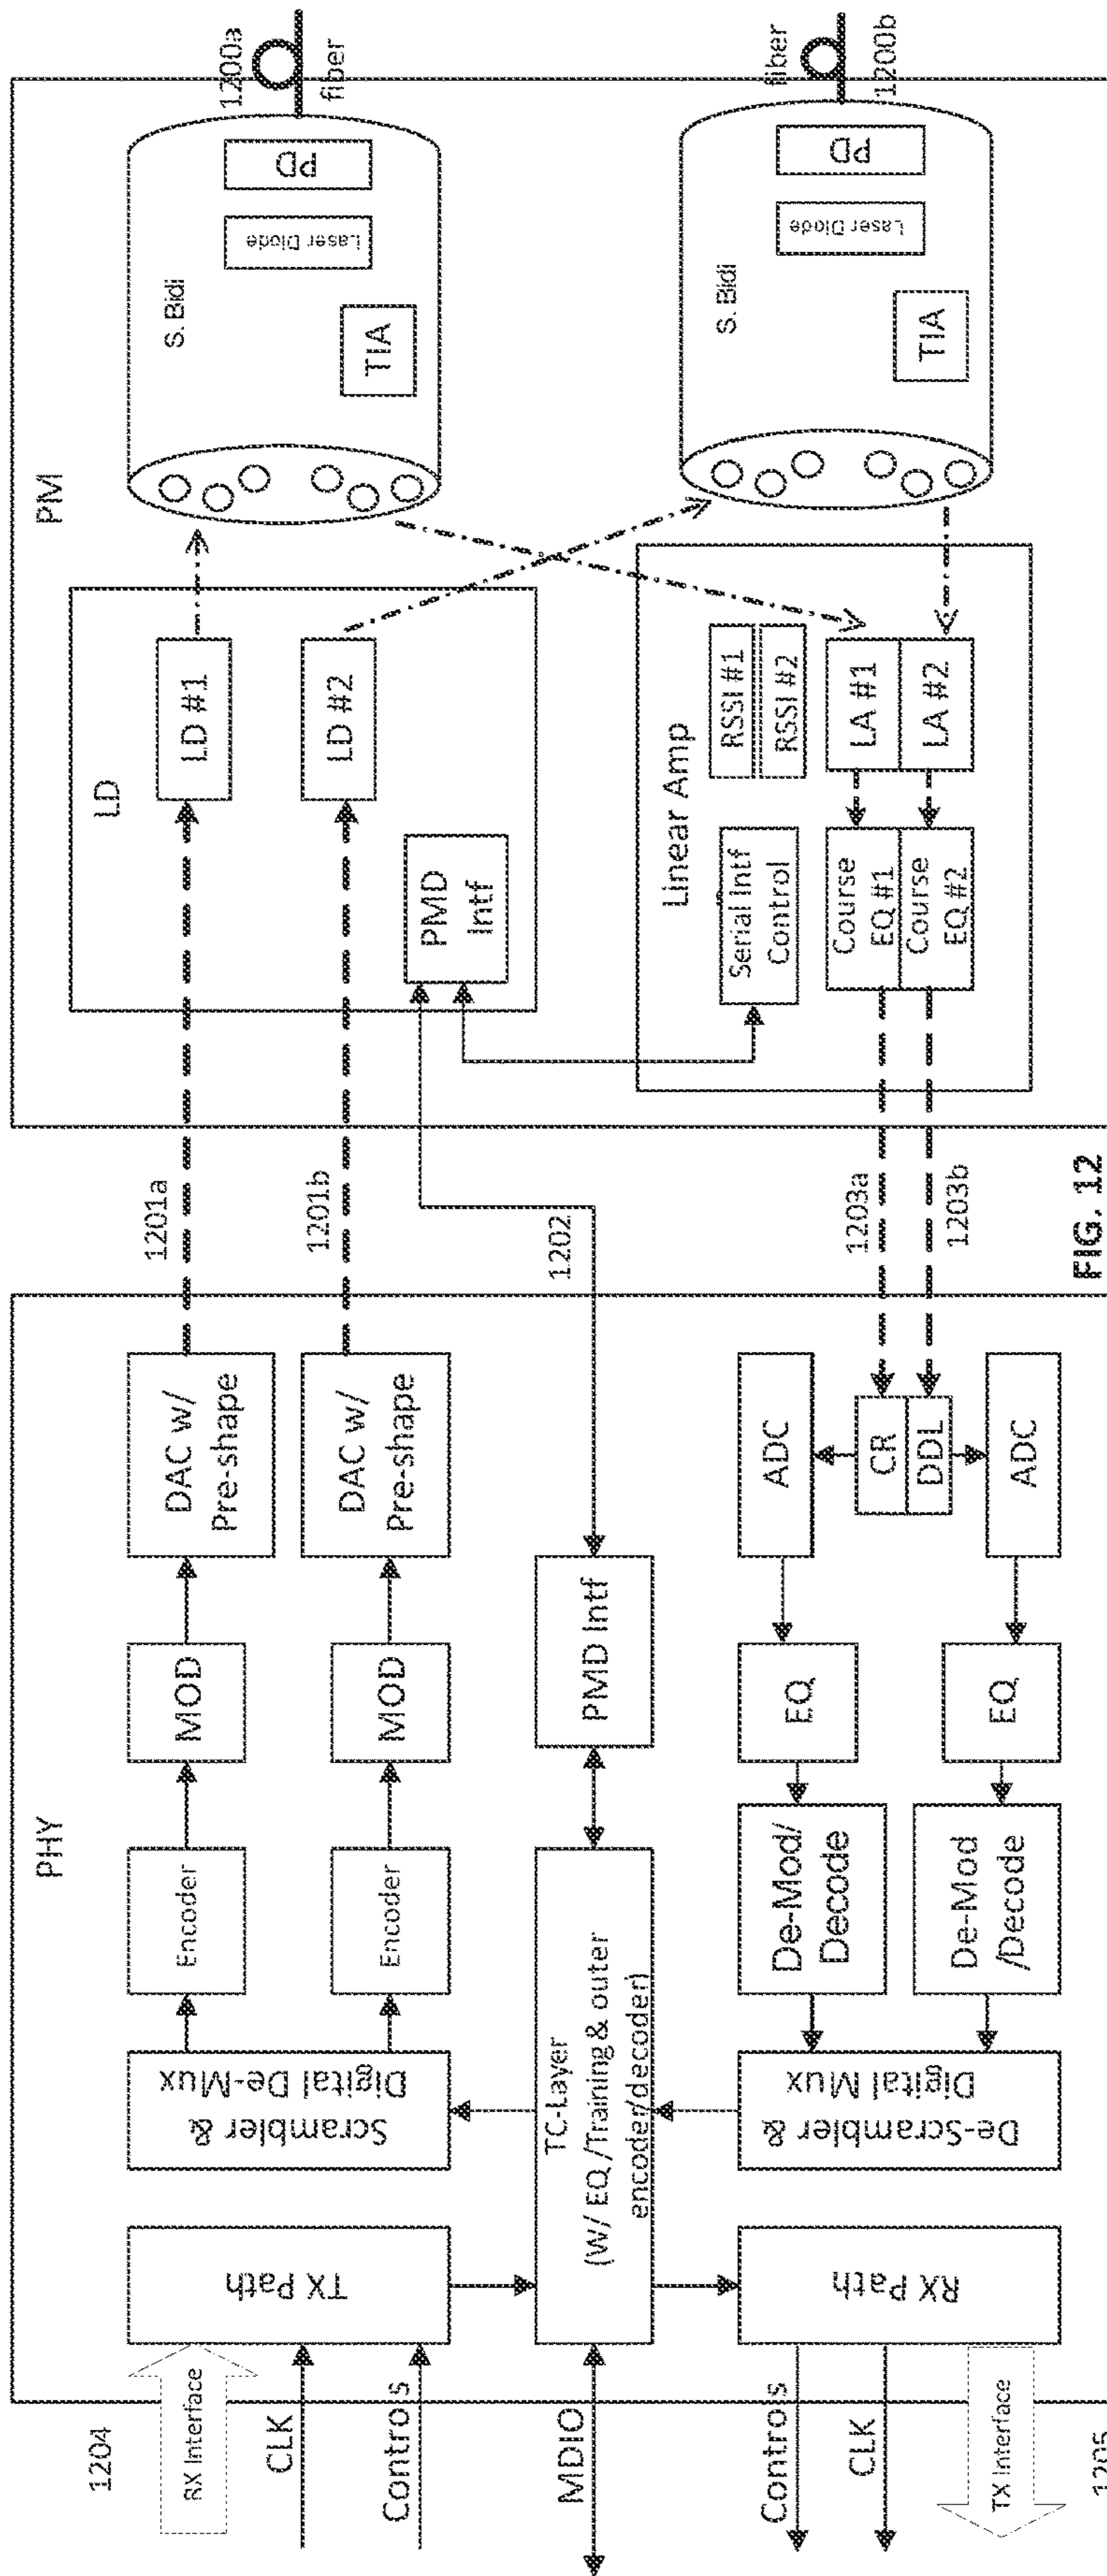 PHY
PM
1204
RX Interface
CLK
Controls
MDIO
Controls
CLK
TX Interface
1205
TX Path
RX Path
Scrambler &
Digital De-Mux
TC-Layer
(W/ EQ /Training& outer
encoder/decoder)
De-Scrambler &
Digital Mux
Encoder
MOD
DAC w/
Pre-shape
Encoder
MOD
DAC w/
Pre-shape
PMD Intf
De-Mod/
Decode
EQ
ADC
CR
DDL
De-Mod
/Decode
EQ
ADC
1201a
1201b
1202
1203a
1203b
LD
LD #1
LD #2
PMD
Intf
Linear Amp
Serial Intf
Control
RSSI #1
RSSI #2
Course
EQ #1
LA #1
Course
EQ #2
LA #2
S. Bidi
TIA
Laser Diode
PD
1200a
fiber
S. Bidi
TIA
Laser Diode
PD
fiber
1200b
FIG. 12